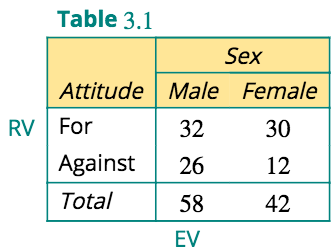 Table 3.1
Sex
Attitude Male Female
RV For 32 30
Against 26 12
Total 58 42
EV